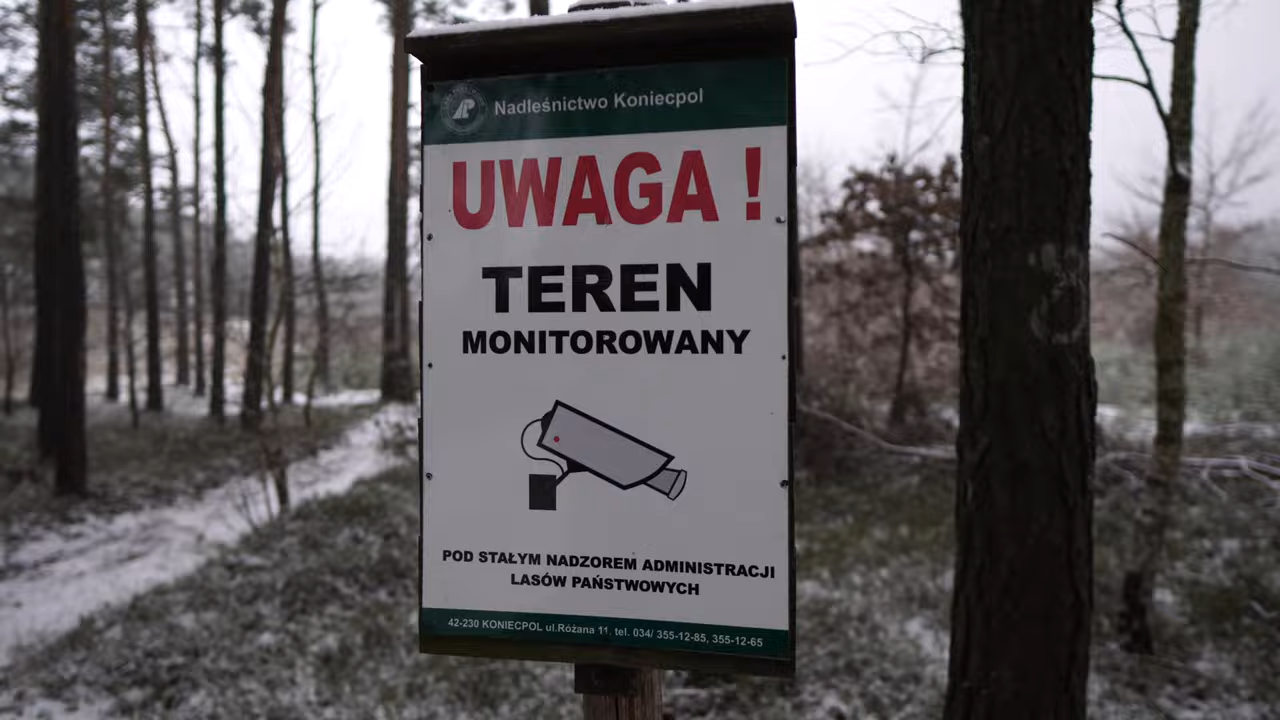 Nadleśnictwo Koniecpol
UWAGA !
TEREN
MONITOROWANY
POD STAŁYM NADZOREM ADMINISTRACJI
LASÓW PAŃSTWOWYCH
42-230 KONIECPOL ul.Różana 11. tel. 034/ 355-12-85, 355-12-65